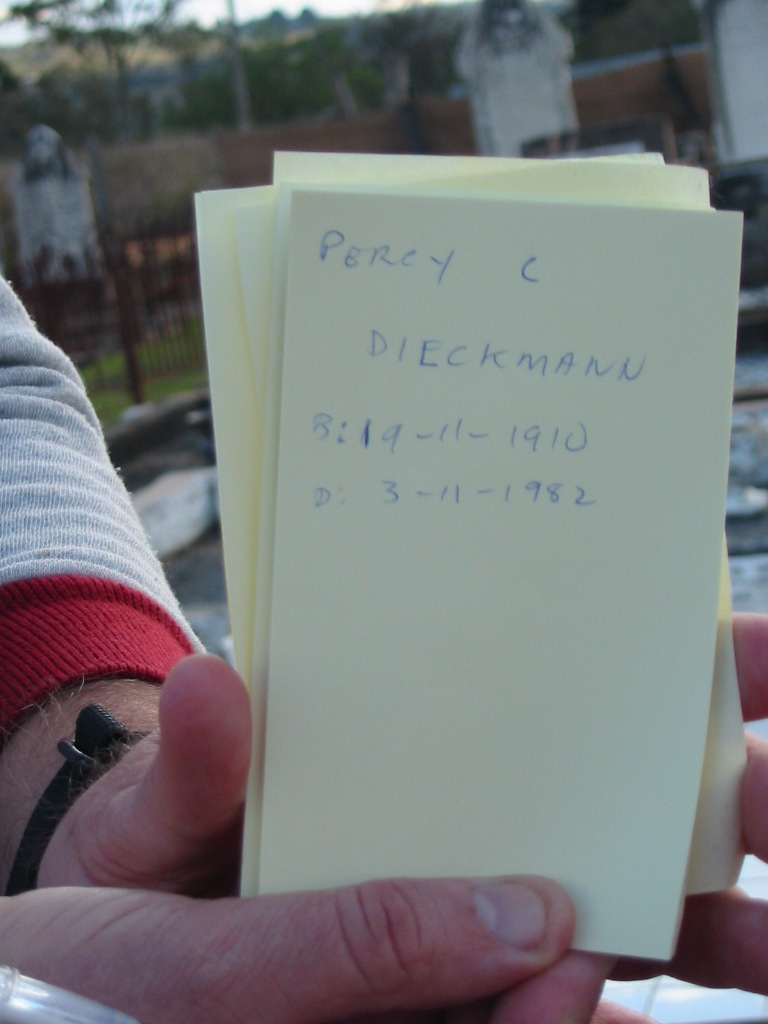 PERCY C
DIECKMANN
B: 19-11-1910
D: 3-11-1982